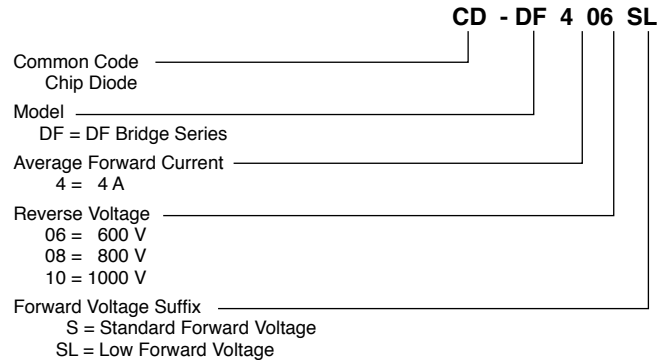 CD - DF 4 06 SL
Common Code
Chip Diode
Model
DF = DF Bridge Series
Average Forward Current
4 = 4 A
Reverse Voltage
06 = 600 V
08 = 800 V
10 = 1000 V
Forward Voltage Suffix
S = Standard Forward Voltage
SL = Low Forward Voltage